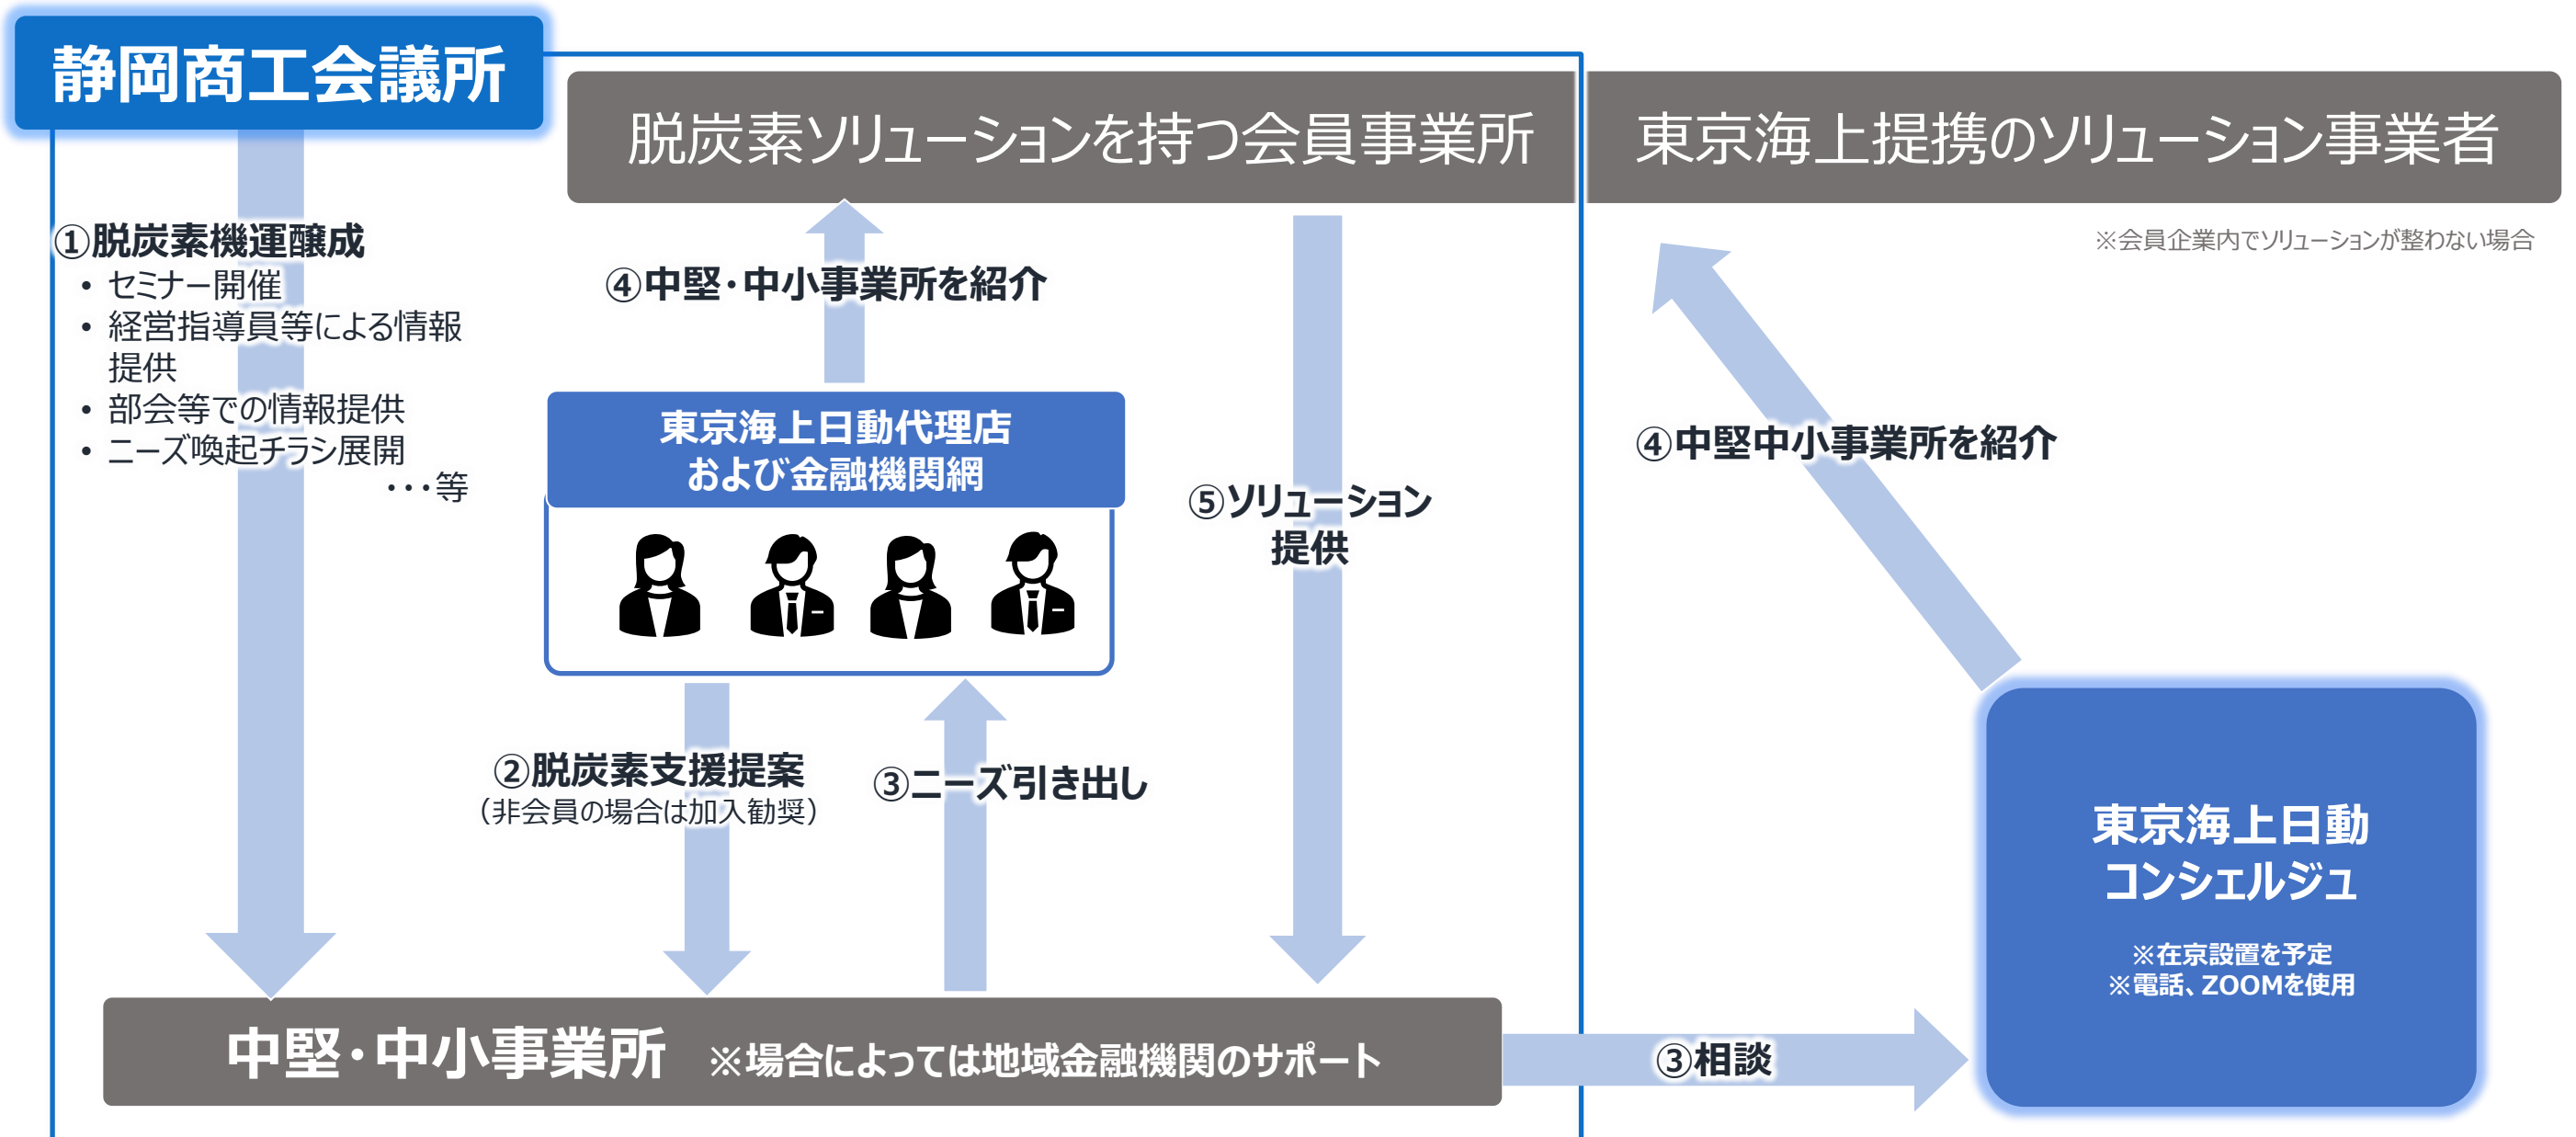 静岡商工会議所
脱炭素ソリューションを持つ会員事業所
東京海上提携のソリューション事業者
※会員企業内でソリューションが整わない場合
①脱炭素機運醸成
• セミナー開催
• 経営指導員等による情報
提供
• 部会等での情報提供
• ニーズ喚起チラシ展開
・・・等
④中堅・中小事業所を紹介
東京海上日動代理店
および金融機関網
⑤ソリューション
提供
④中堅中小事業所を紹介
②脱炭素支援提案
（非会員の場合は加入勧奨）
③ニーズ引き出し
東京海上日動
コンシェルジュ
※在京設置を予定
※電話、ZOOMを使用
中堅・中小事業所 ※場合によっては地域金融機関のサポート
③相談